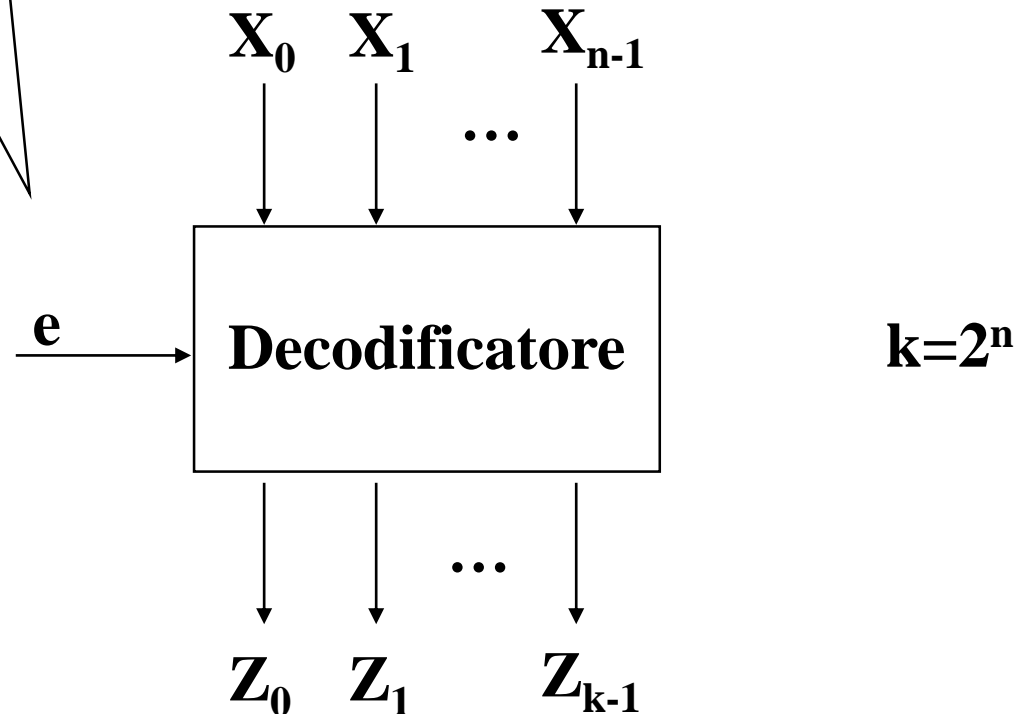 X₀ X₁ ... Xₙ₋₁
e
Decodificatore k=2ⁿ
...
Z₀ Z₁ Zₖ₋₁